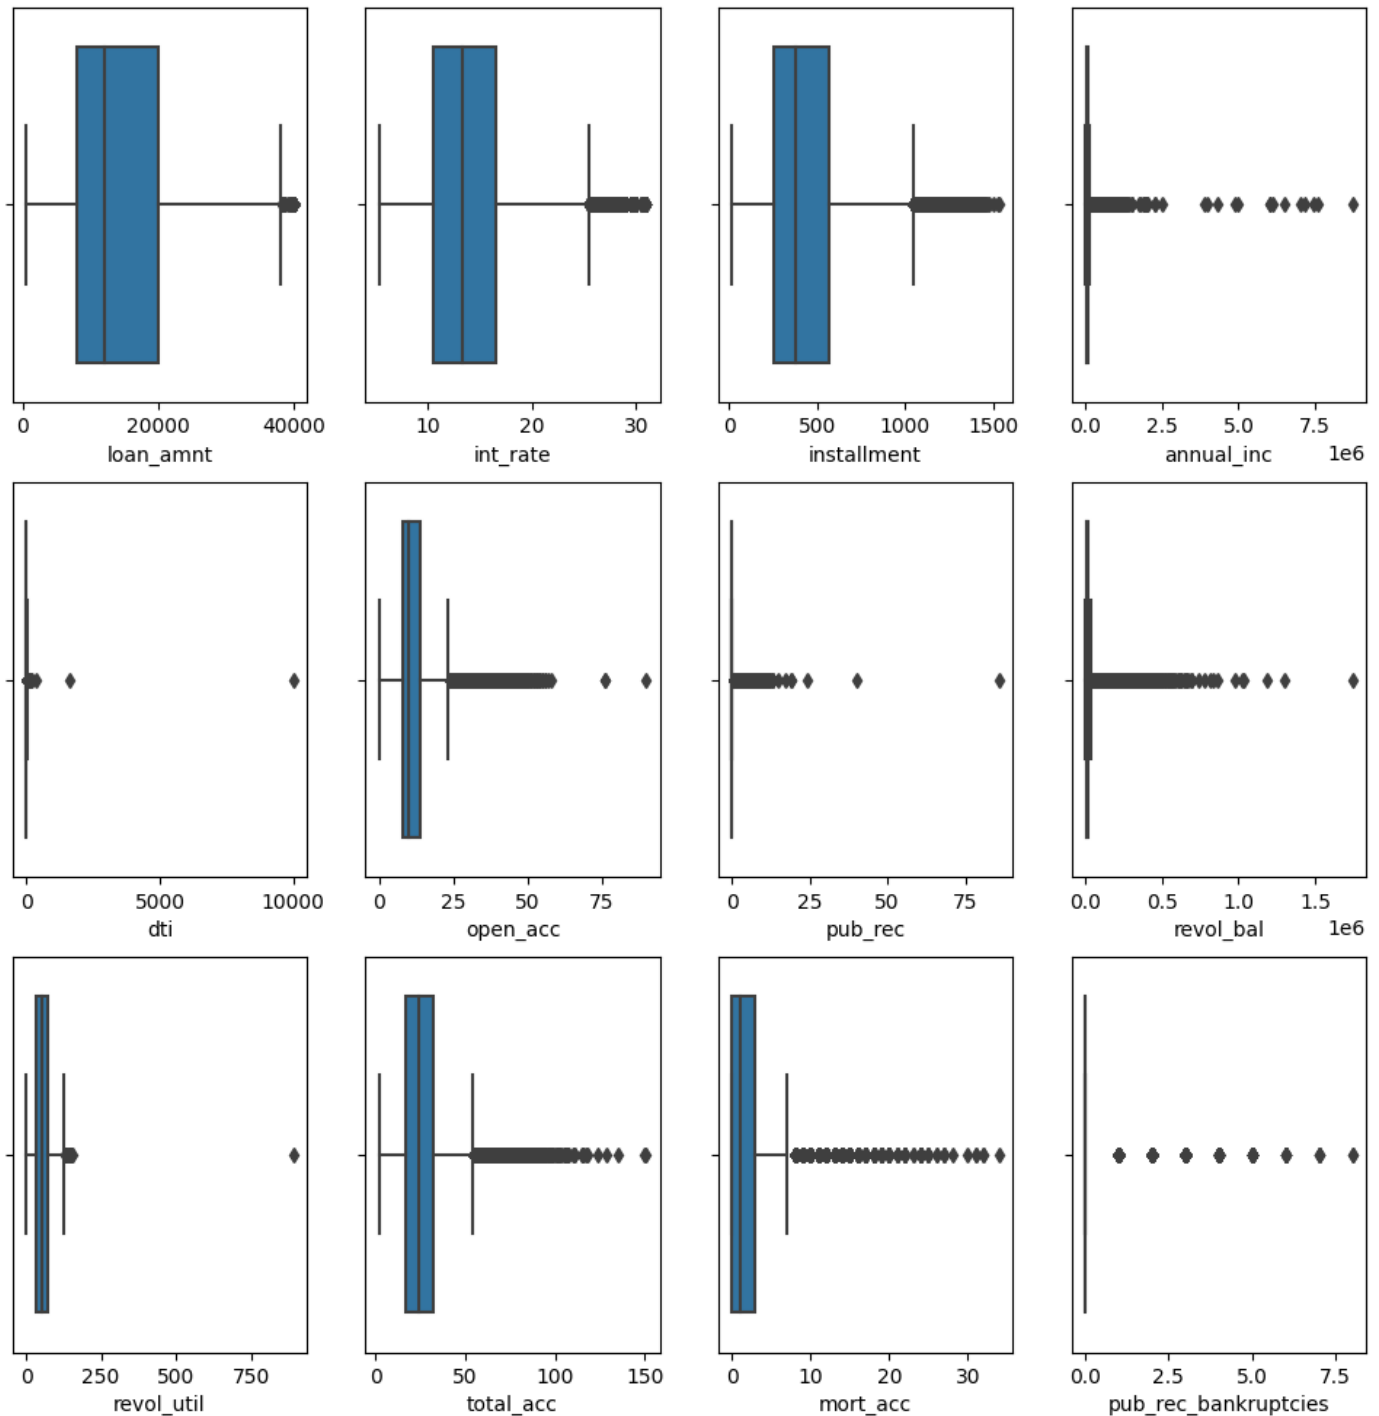 0 20000 40000
loan_amnt
10 20 30
int_rate
0 500 1000 1500
installment
0.0 2.5 5.0 7.5
annual_inc 1e6
0 5000 10000
dti
0 25 50 75
open_acc
0 25 50 75
pub_rec
0.0 0.5 1.0 1.5
revol_bal 1e6
0 250 500 750
revol_util
0 50 100 150
total_acc
0 10 20 30
mort_acc
0.0 2.5 5.0 7.5
pub_rec_bankruptcies